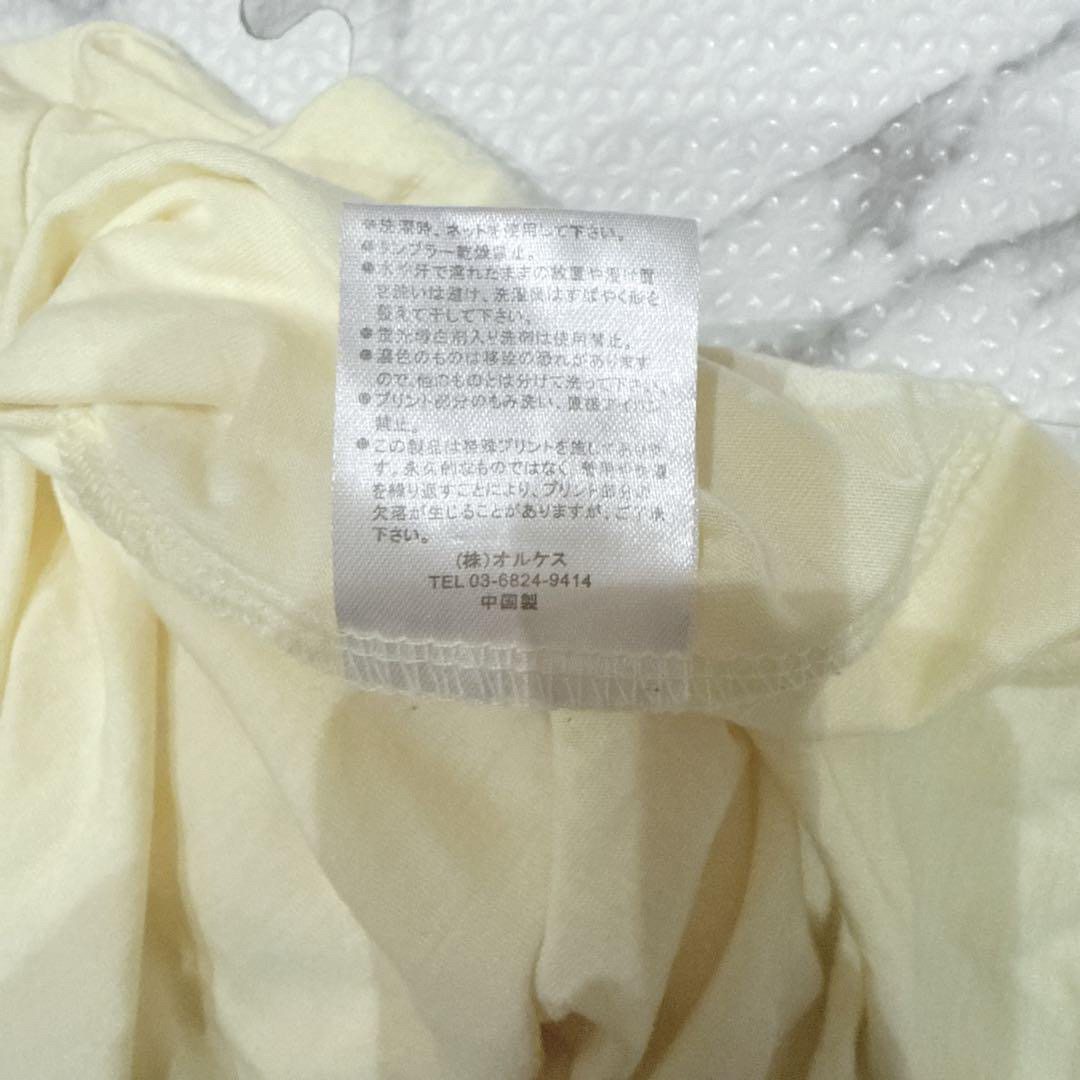 ※洗濯時、ネットを使用して下さい。
※タンブラー乾燥禁止。
●水や汗で濡れたままの放置や漬け置
き洗いは避け、洗濯後はすばやく形を
整えて干して下さい。
●蛍光増白剤入り洗剤は使用禁止。
●濃色のものは移染の恐れがあります
ので、他のものとは分けて洗って下さい。
●プリント部分のもみ洗い、直接アイロン
禁止。
●この製品は特殊プリントを施してありま
す。永久的なものではなく
を繰り返すことにより、プリント部分の
欠落が生じることがありますが、ご了承
下さい。
(株)オルケス
TEL 03-6824-9414
中国製